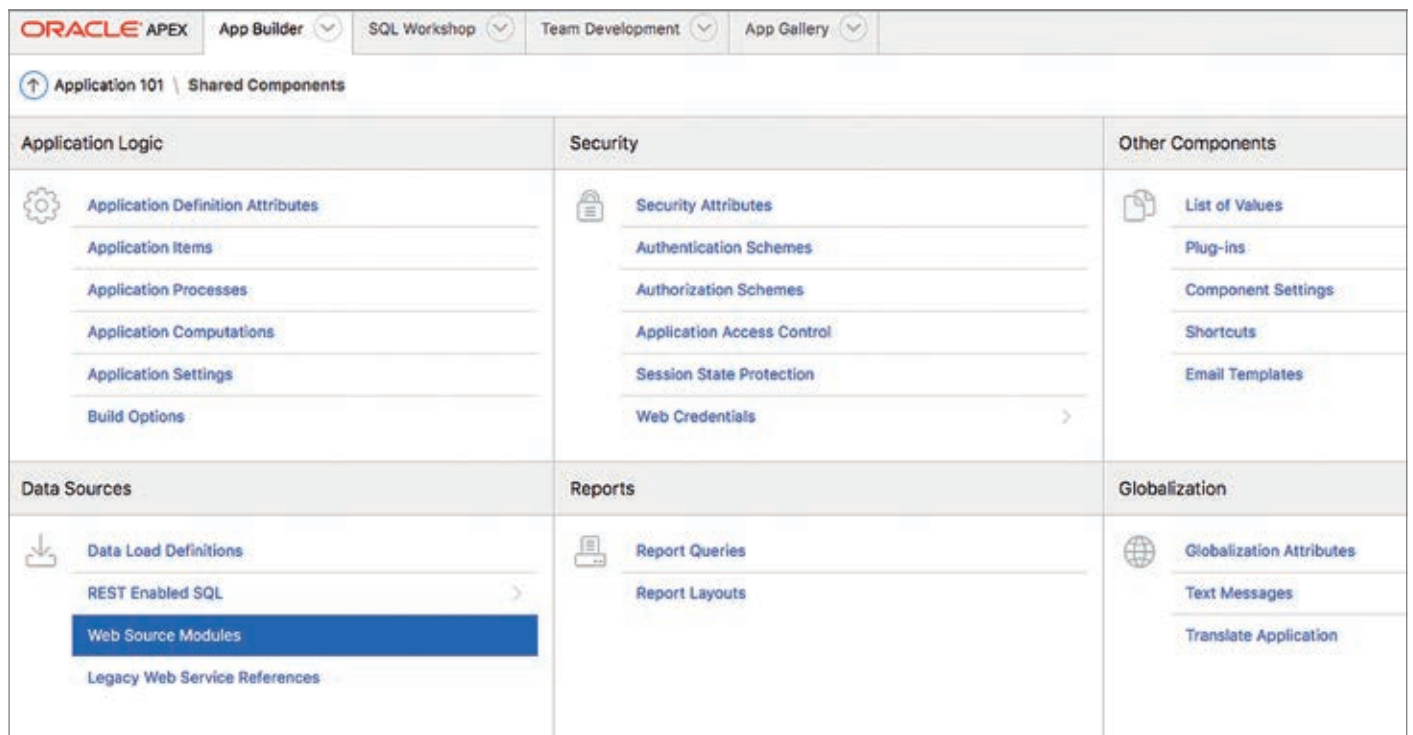 ORACLE APEX App Builder SQL Workshop Team Development App Gallery
Application 101 \ Shared Components
Application Logic
Application Definition Attributes
Application Items
Application Processes
Application Computations
Application Settings
Build Options
Security
Security Attributes
Authentication Schemes
Authorization Schemes
Application Access Control
Session State Protection
Web Credentials
Other Components
List of Values
Plug-ins
Component Settings
Shortcuts
Email Templates
Data Sources
Data Load Definitions
REST Enabled SQL
Web Source Modules
Legacy Web Service References
Reports
Report Queries
Report Layouts
Globalization
Globalization Attributes
Text Messages
Translate Application